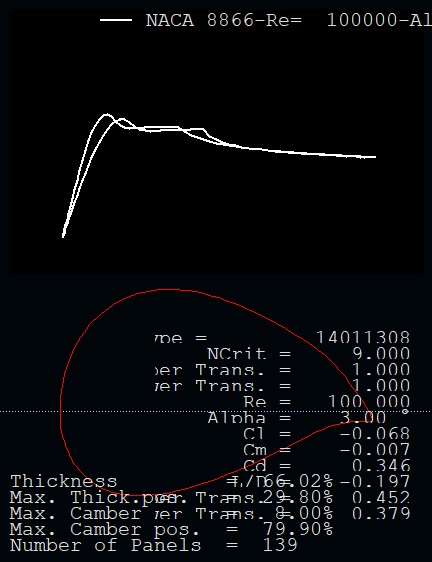 NACA 8866-Re= 100000-Al
ype = 14011308
NCrit = 9.000
per Trans. = 1.000
wer Trans. = 1.000
Re = 100 000
Alpha = 3.00 °
Cl = -0.068
Cm = -0.007
Cd = 0.346
Thickness = 66.02%
L/D = -0.197
Max. Thick.pos. = 29.80%
per Trans. = 0.452
Max. Camber = 8.00%
wer Trans. = 0.379
Max. Camber pos. = 79.90%
Number of Panels = 139